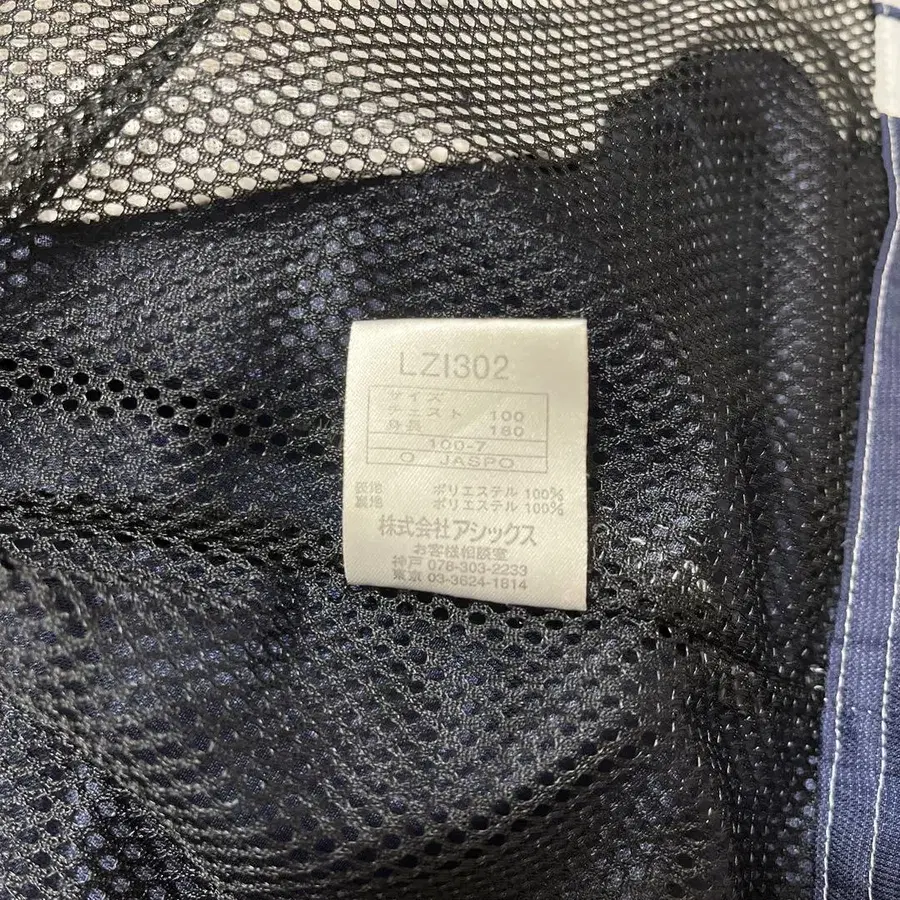 LZI302
サイズ
チェスト 100
身長 180
100-7
O JASPO
表地 ポリエステル 100%
裏地 ポリエステル 100%
株式会社アシックス
お客様相談室
神戸 078-303-2233
東京 03-3624-1814